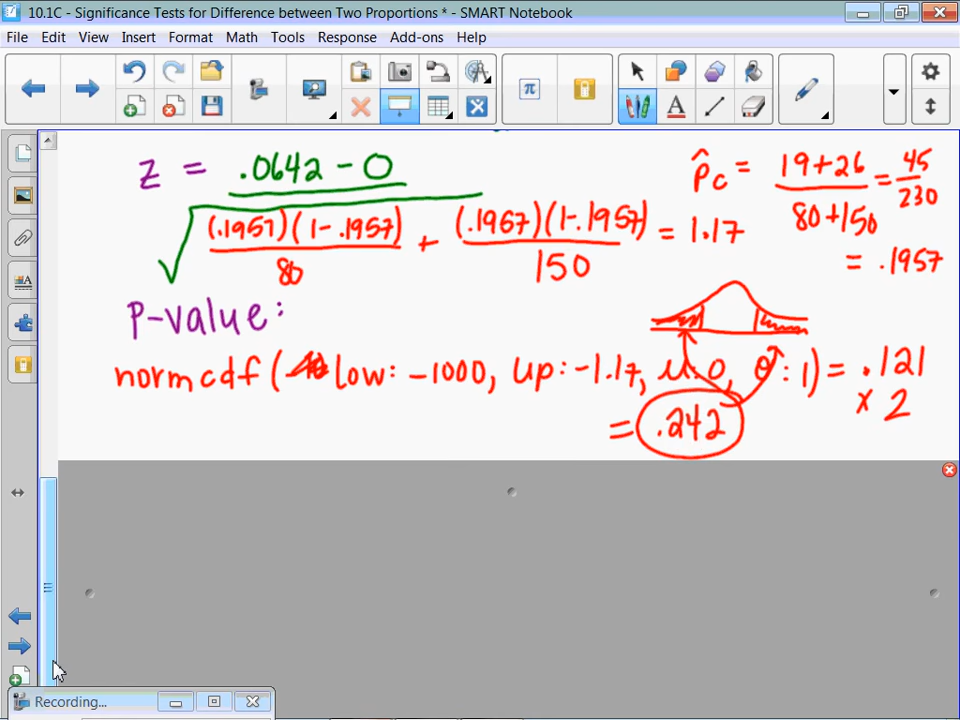 10.1C - Significance Tests for Difference between Two Proportions * - SMART Notebook
File Edit View Insert Format Math Tools Response Add-ons Help
z = .0642 - 0
√ (.1957)(1-.1957) / 80 + (.1957)(1-.1957) / 150 = 1.17
p̂c = 19+26 / 80+150 = 45/230
= .1957
P-value:
normcdf( low: -1000, up: -1.17, μ: 0, σ: 1) = .121
x 2
= .242
Recording...